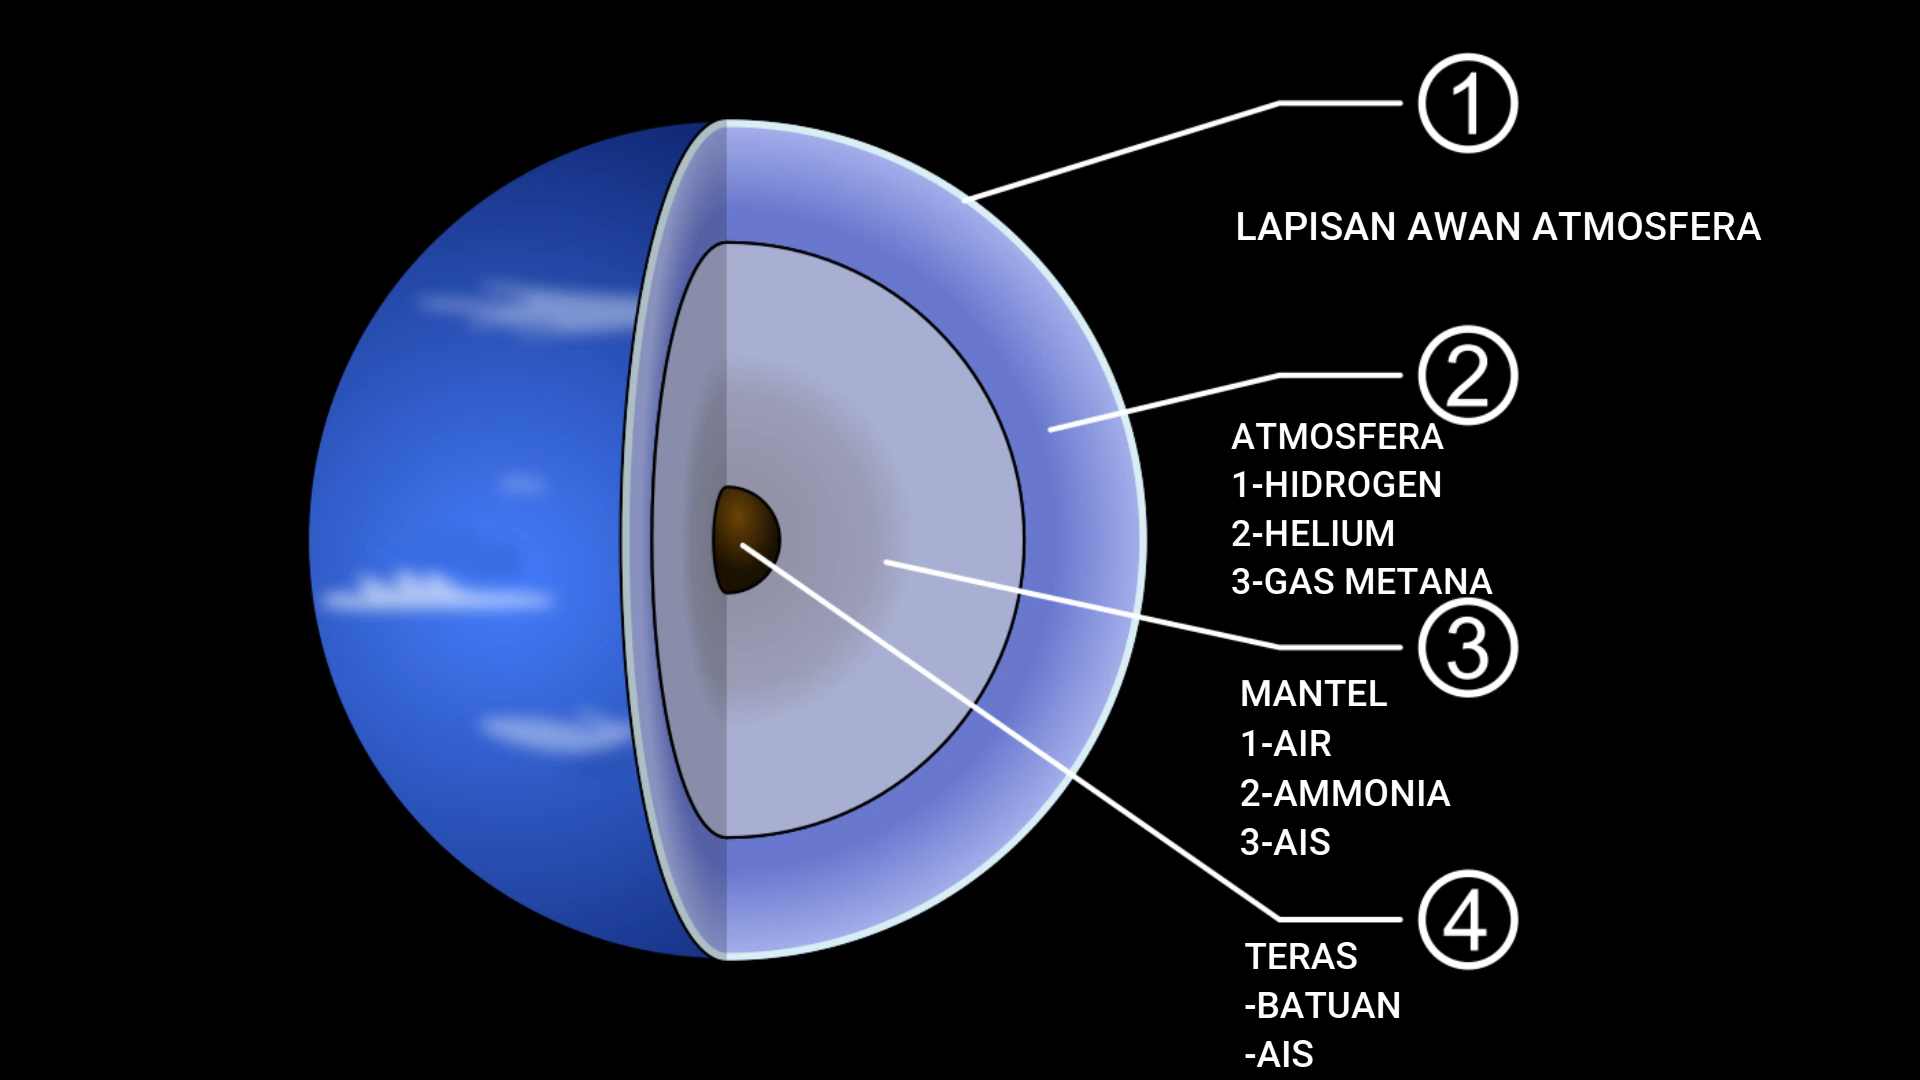 1
LAPISAN AWAN ATMOSFERA
2
ATMOSFERA
1-HIDROGEN
2-HELIUM
3-GAS METANA
3
MANTEL
1-AIR
2-AMMONIA
3-AIS
4
TERAS
-BATUAN
-AIS